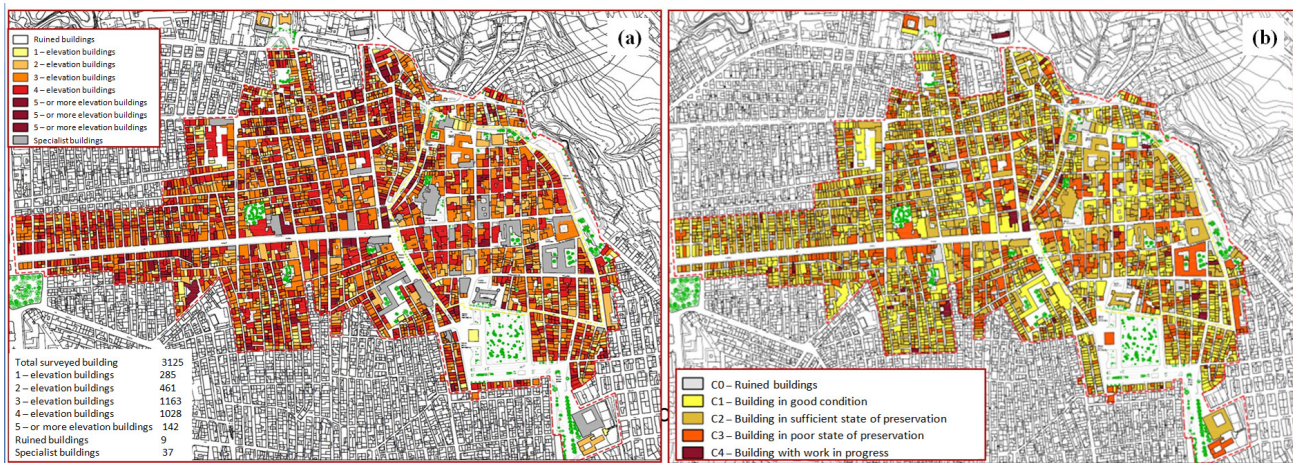 (a)
Ruined buildings
1 – elevation buildings
2 – elevation buildings
3 – elevation buildings
4 – elevation buildings
5 – or more elevation buildings
5 – or more elevation buildings
5 – or more elevation buildings
Specialist buildings
Total surveyed building 3125
1 – elevation buildings 285
2 – elevation buildings 461
3 – elevation buildings 1163
4 – elevation buildings 1028
5 – or more elevation buildings 142
Ruined buildings 9
Specialist buildings 37
(b)
C0 – Ruined buildings
C1 – Building in good condition
C2 – Building in sufficient state of preservation
C3 – Building in poor state of preservation
C4 – Building with work in progress